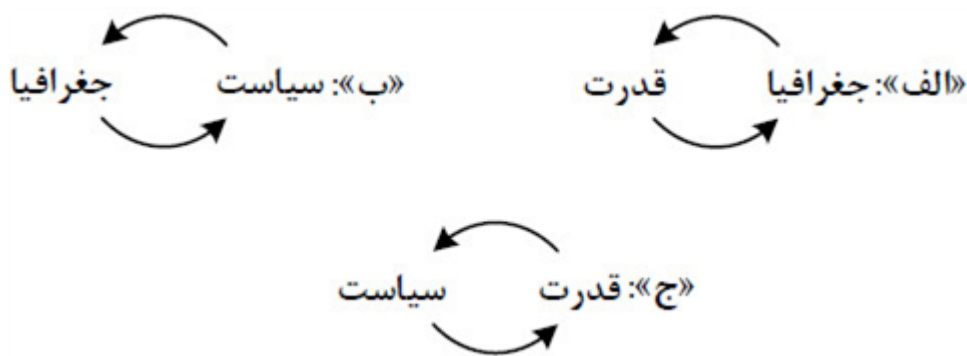 «الف»: جغرافیا قدرت
«ب»: سیاست جغرافیا
«ج»: قدرت سیاست